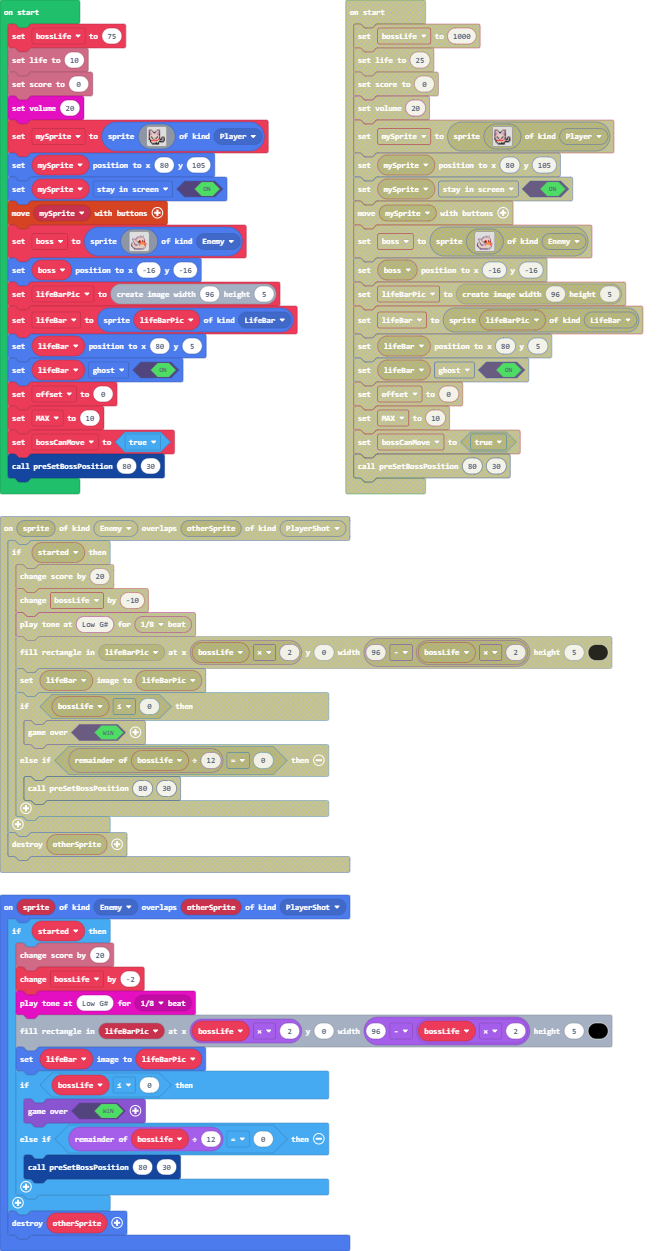 on start
set bossLife to 75
set life to 10
set score to 0
set volume 20
set mySprite to sprite of kind Player
set mySprite position to x 80 y 105
set mySprite stay in screen ON
move mySprite with buttons
set boss to sprite of kind Enemy
set boss position to x -16 y -16
set lifeBarPic to create image width 96 height 5
set lifeBar to sprite lifeBarPic of kind LifeBar
set lifeBar position to x 80 y 5
set lifeBar ghost ON
set offset to 0
set MAX to 10
set bossCanMove to true
call preSetBossPosition 80 30
on start
set bossLife to 1000
set life to 25
set score to 0
set volume 20
set mySprite to sprite of kind Player
set mySprite position to x 80 y 105
set mySprite stay in screen ON
move mySprite with buttons
set boss to sprite of kind Enemy
set boss position to x -16 y -16
set lifeBarPic to create image width 96 height 5
set lifeBar to sprite lifeBarPic of kind LifeBar
set lifeBar position to x 80 y 5
set lifeBar ghost ON
set offset to 0
set MAX to 10
set bossCanMove to true
call preSetBossPosition 80 30
on sprite of kind Enemy overlaps otherSprite of kind PlayerShot
if started then
change score by 20
change bossLife by -10
play tone at Low G# for 1/8 beat
fill rectangle in lifeBarPic at x bossLife × 2 y 0 width 96 - bossLife × 2 height 5
set lifeBar image to lifeBarPic
if bossLife ≤ 0 then
game over WIN
else if remainder of bossLife ÷ 12 = 0 then
call preSetBossPosition 80 30
destroy otherSprite
on sprite of kind Enemy overlaps otherSprite of kind PlayerShot
if started then
change score by 20
change bossLife by -2
play tone at Low G# for 1/8 beat
fill rectangle in lifeBarPic at x bossLife × 2 y 0 width 96 - bossLife × 2 height 5
set lifeBar image to lifeBarPic
if bossLife ≤ 0 then
game over WIN
else if remainder of bossLife ÷ 12 = 0 then
call preSetBossPosition 80 30
destroy otherSprite